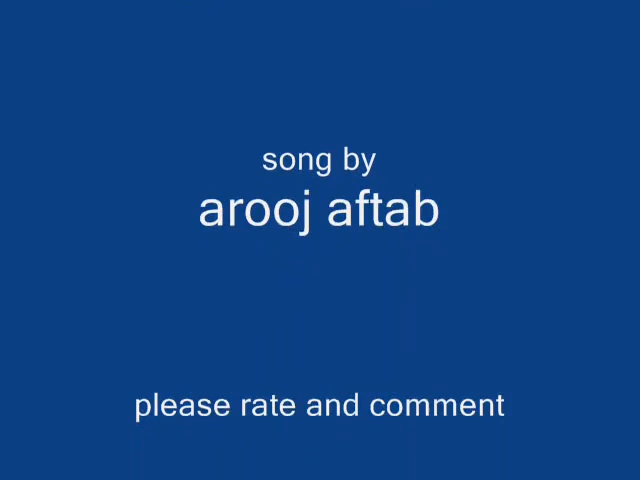 song by
arooj aftab
please rate and comment